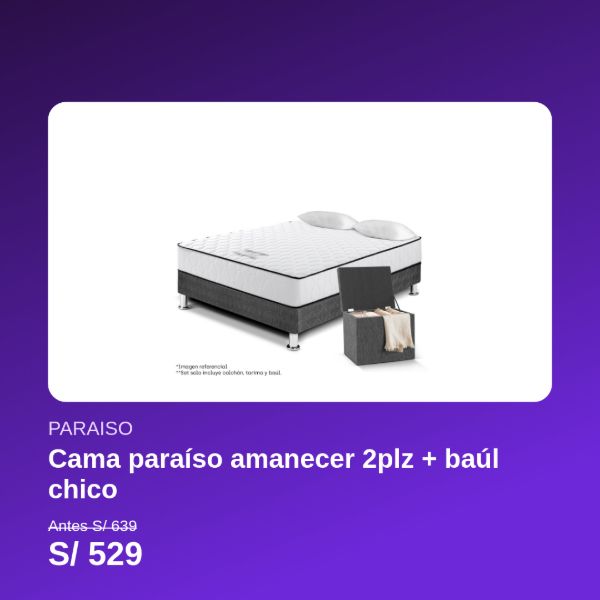 *Imagen referencial
**Set solo incluye colchón, tarima y baúl.
PARAISO
Cama paraíso amanecer 2plz + baúl
chico
Antes S/ 639
S/ 529